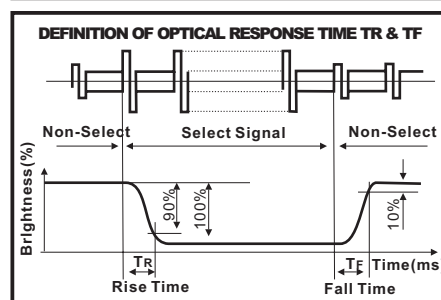 DEFINITION OF OPTICAL RESPONSE TIME TR & TF
Non-Select Select Signal Non-Select
Brightness(%)
90%
100%
10%
TR TF Time(ms
Rise Time Fall Time